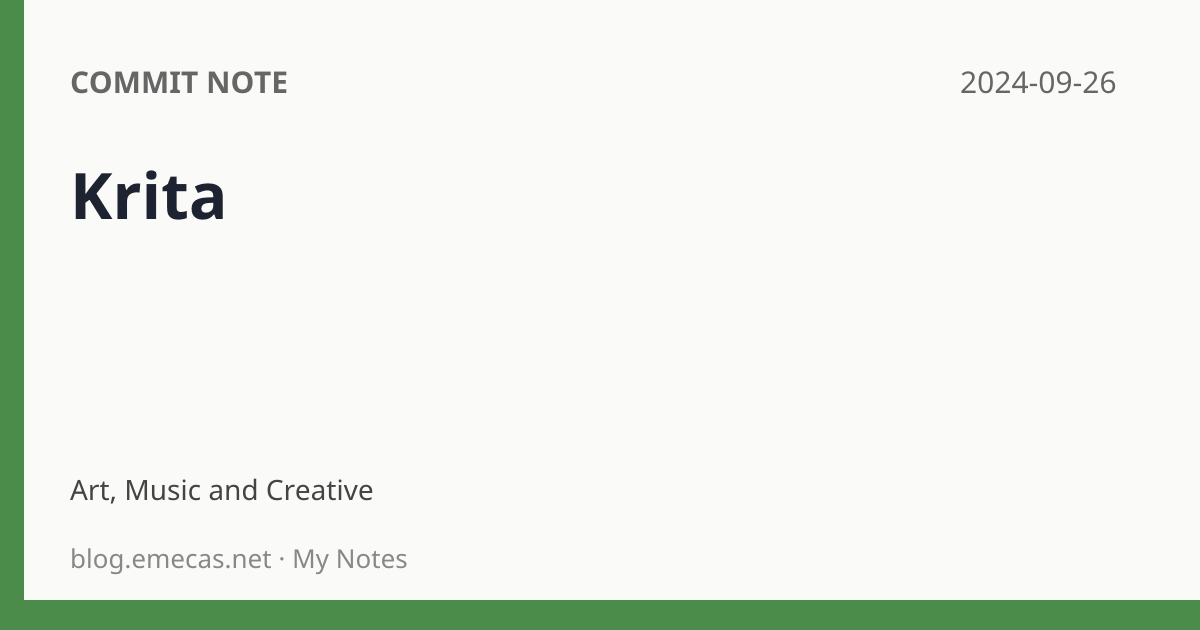 COMMIT NOTE 2024-09-26
Krita
Art, Music and Creative
blog.emecas.net · My Notes